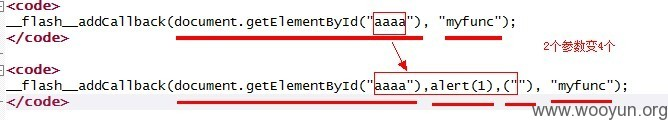 <code>
__flash__addCallback(document.getElementById("aaaa"), "myfunc");
</code>
2个参数变4个
<code>
__flash__addCallback(document.getElementById("aaaa"),alert(1),(""), "myfunc");
</code>
www.wooyun.org